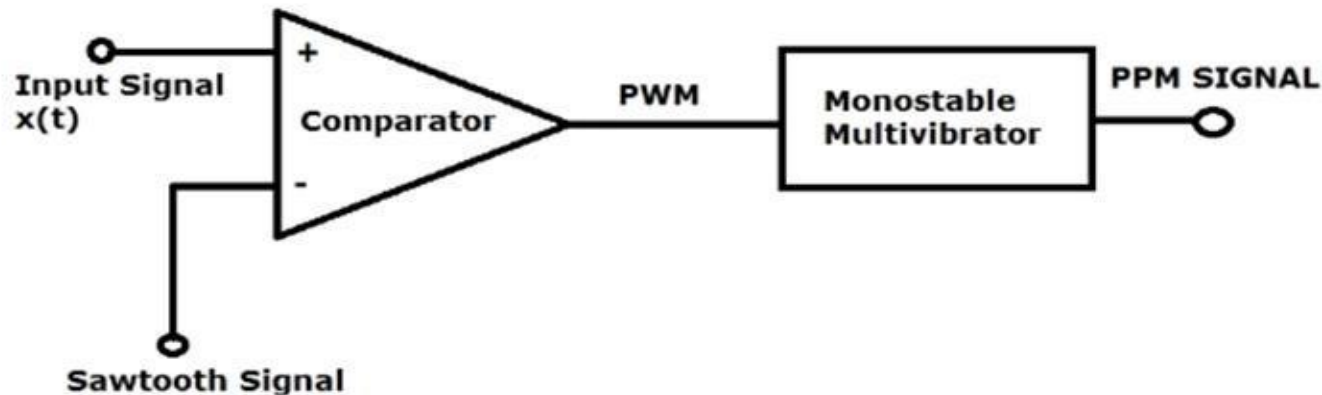 Input Signal
x(t)
+
Comparator
-
Sawtooth Signal
PWM
Monostable
Multivibrator
PPM SIGNAL